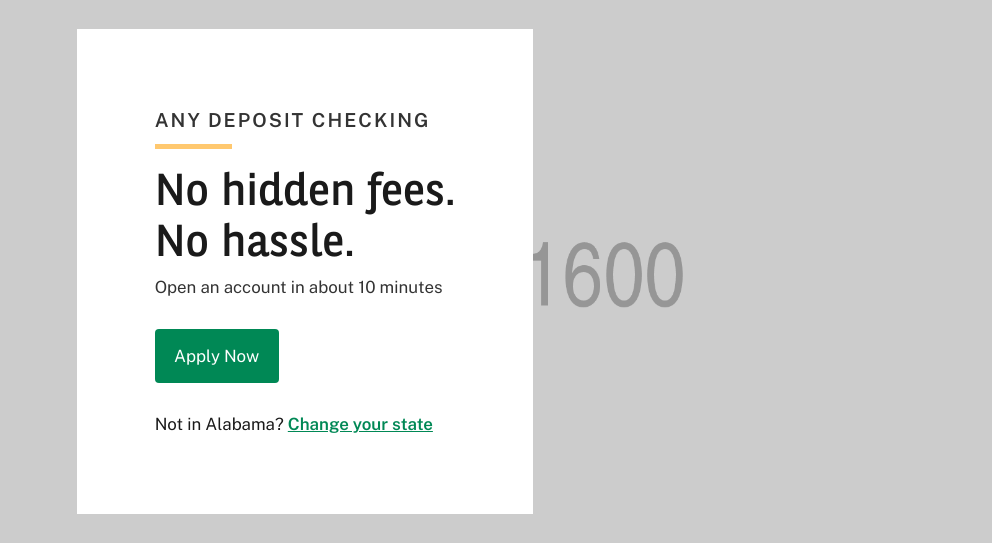 ANY DEPOSIT CHECKING
No hidden fees.
No hassle.
Open an account in about 10 minutes
Apply Now
Not in Alabama? Change your state
1600